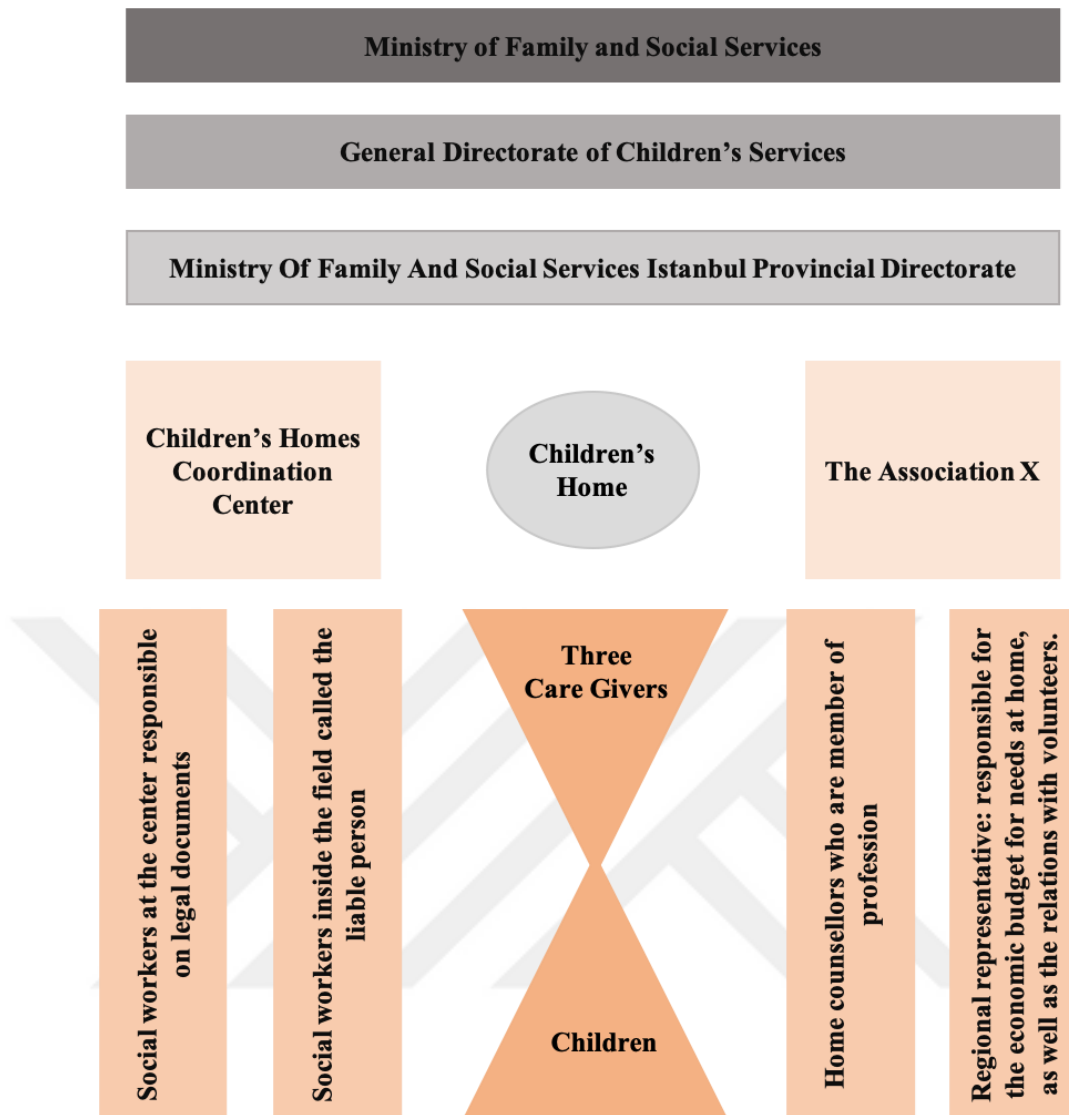 Ministry of Family and Social Services
General Directorate of Children’s Services
Ministry Of Family And Social Services Istanbul Provincial Directorate
Children’s Homes
Coordination
Center
Children’s
Home
The Association X
Social workers at the center responsible
on legal documents
Social workers inside the field called the
liable person
Three
Care Givers
Children
Home counsellors who are member of
profession
Regional representative: responsible for
the economic budget for needs at home,
as well as the relations with volunteers.